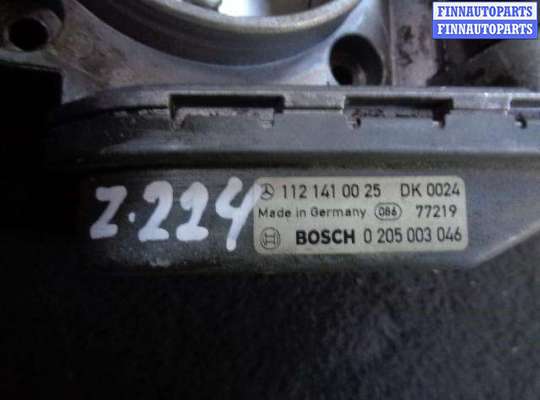 FINNAUTOPARTS
FINNAUTOPARTS
Z.224
112 141 00 25 DK 0024
Made in Germany 086 77219
BOSCH 0 205 003 046